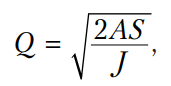 Q = √(2AS/J),